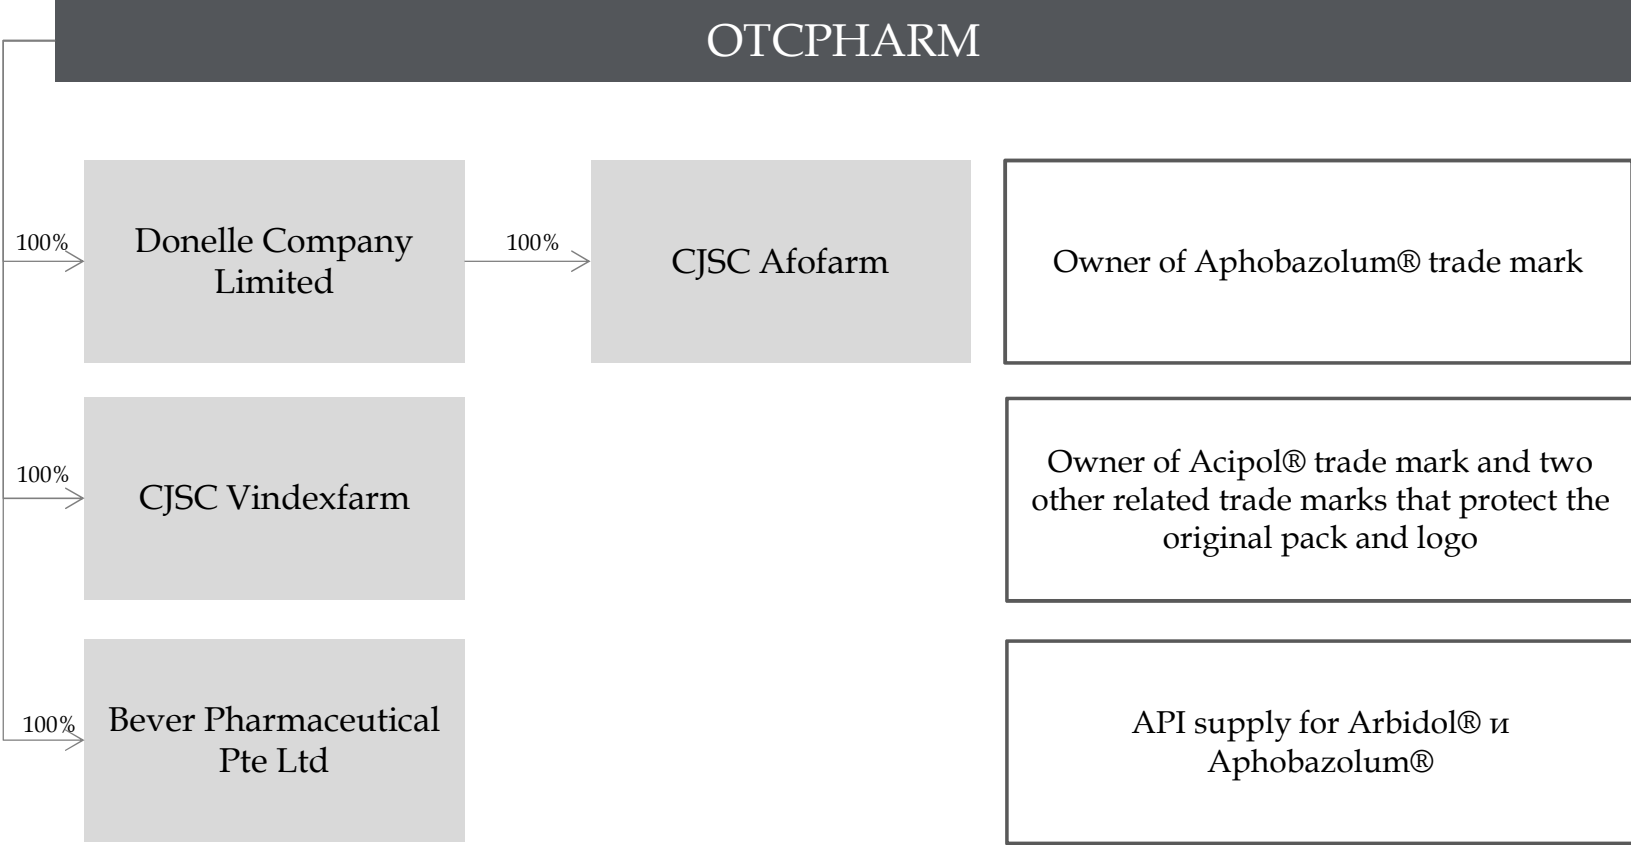 OTCPHARM
100%
Donelle Company
Limited
100%
CJSC Afofarm
Owner of Aphobazolum® trade mark
100%
CJSC Vindexfarm
Owner of Acipol® trade mark and two
other related trade marks that protect the
original pack and logo
100%
Bever Pharmaceutical
Pte Ltd
API supply for Arbidol® и
Aphobazolum®